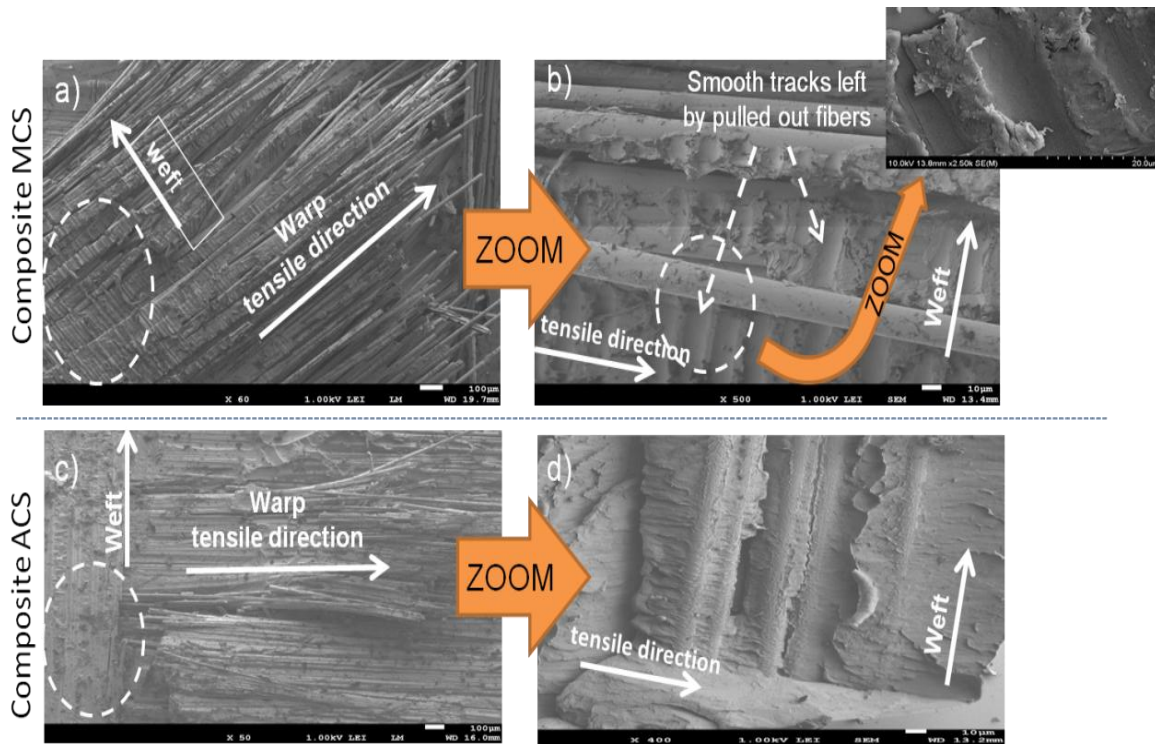 Composite MCS
a)
weft
Warp
tensile direction
100µm
X 60 1.00kV LEI LM WD 19.7mm
ZOOM
b)
Smooth tracks left
by pulled out fibers
tensile direction
ZOOM
Weft
10µm
X 500 1.00kV LEI SEM WD 13.4mm
10.0kV 13.8mm x2.50k SE(M) 20.0u
Composite ACS
c)
Weft
Warp
tensile direction
100µm
X 50 1.00kV LEI LM WD 16.0mm
ZOOM
d)
tensile direction
Weft
10µm
X 400 1.00kV LEI SEM WD 13.2mm